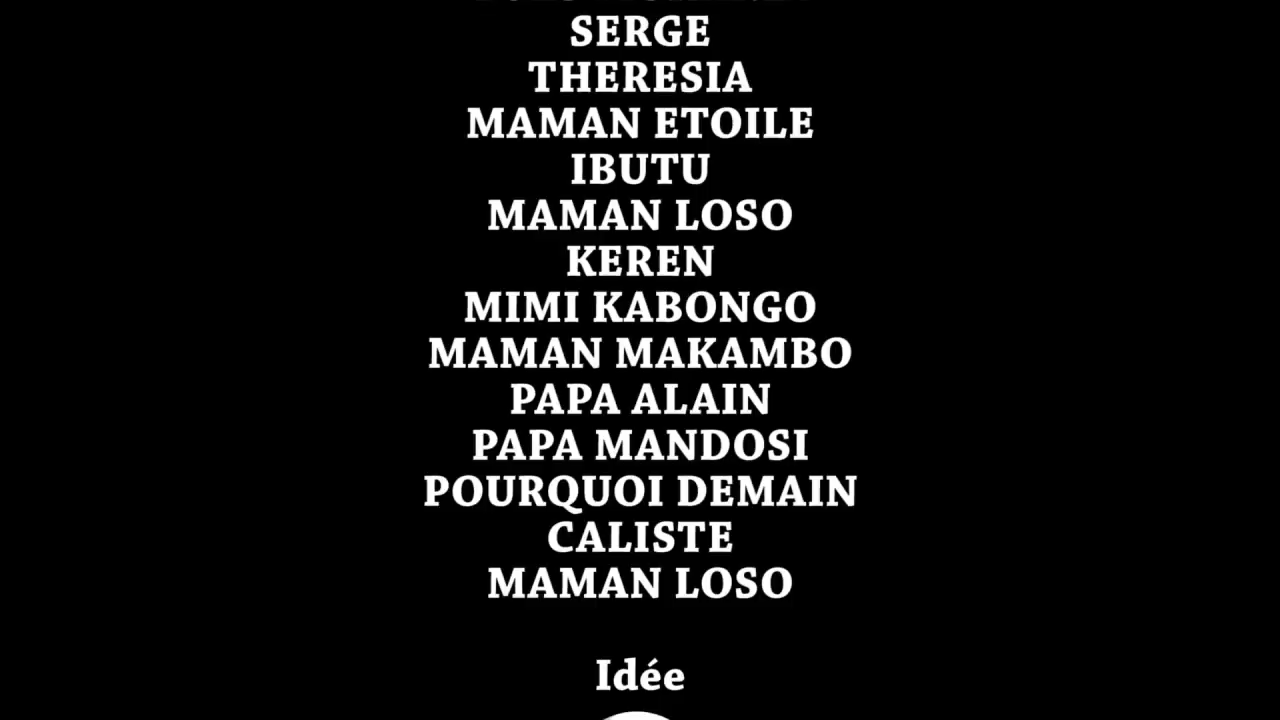 SERGE
THERESIA
MAMAN ETOILE
IBUTU
MAMAN LOSO
KEREN
MIMI KABONGO
MAMAN MAKAMBO
PAPA ALAIN
PAPA MANDOSI
POURQUOI DEMAIN
CALISTE
MAMAN LOSO
Idée